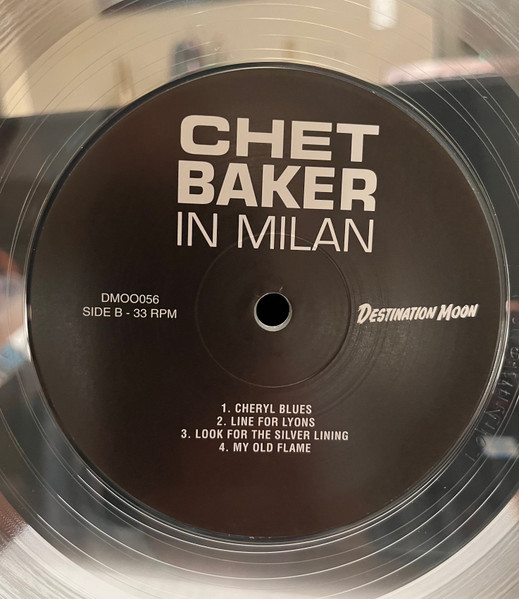 CHET
BAKER
IN MILAN
DMOO056
SIDE B - 33 RPM
DESTINATION MOON
1. CHERYL BLUES
2. LINE FOR LYONS
3. LOOK FOR THE SILVER LINING
4. MY OLD FLAME